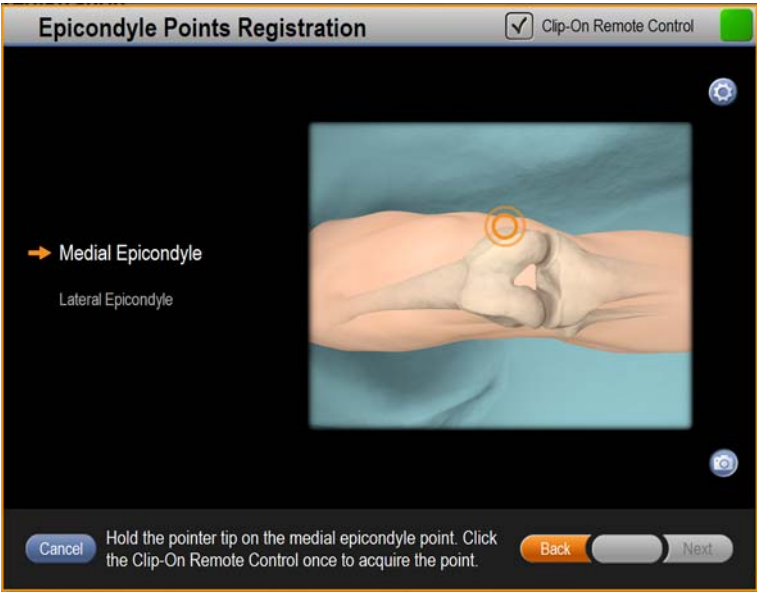 Epicondyle Points Registration
Clip-On Remote Control
Medial Epicondyle
Lateral Epicondyle
Cancel
Hold the pointer tip on the medial epicondyle point. Click
the Clip-On Remote Control once to acquire the point.
Back
Next